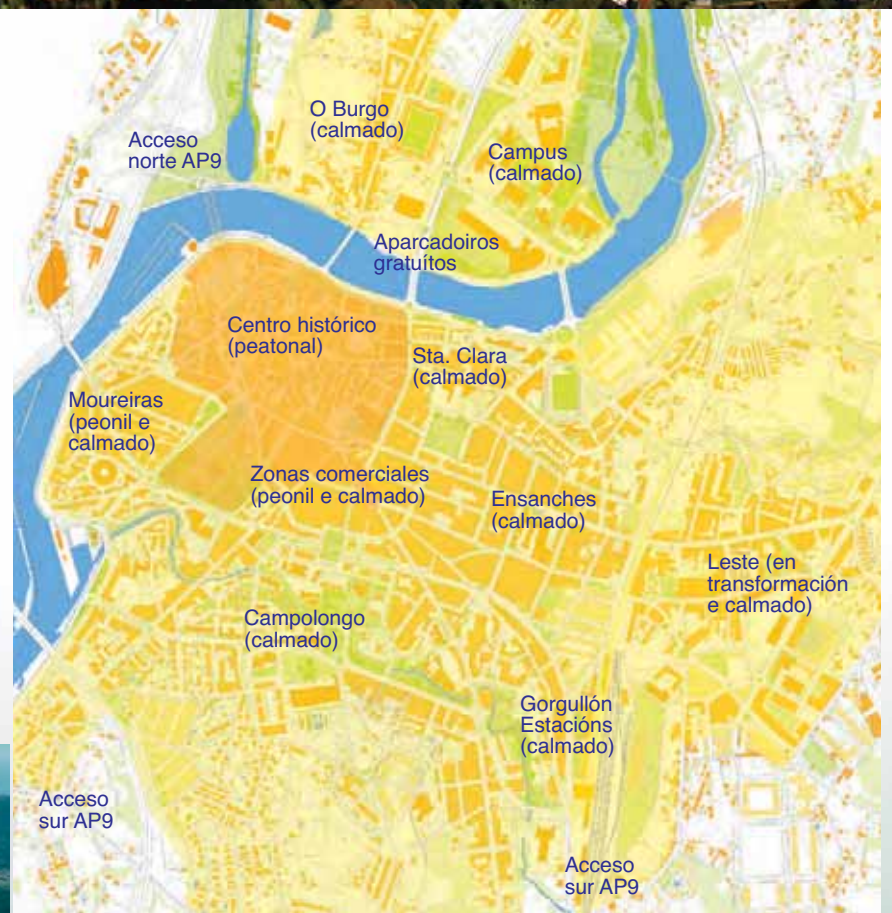 O Burgo
(calmado)
Acceso
norte AP9
Campus
(calmado)
Aparcadoiros
gratuítos
Centro histórico
(peatonal)
Sta. Clara
(calmado)
Moureiras
(peonil e
calmado)
Zonas comerciales
(peonil e calmado)
Ensanches
(calmado)
Leste (en
transformación
e calmado)
Campolongo
(calmado)
Gorgullón
Estacións
(calmado)
Acceso
sur AP9
Acceso
sur AP9